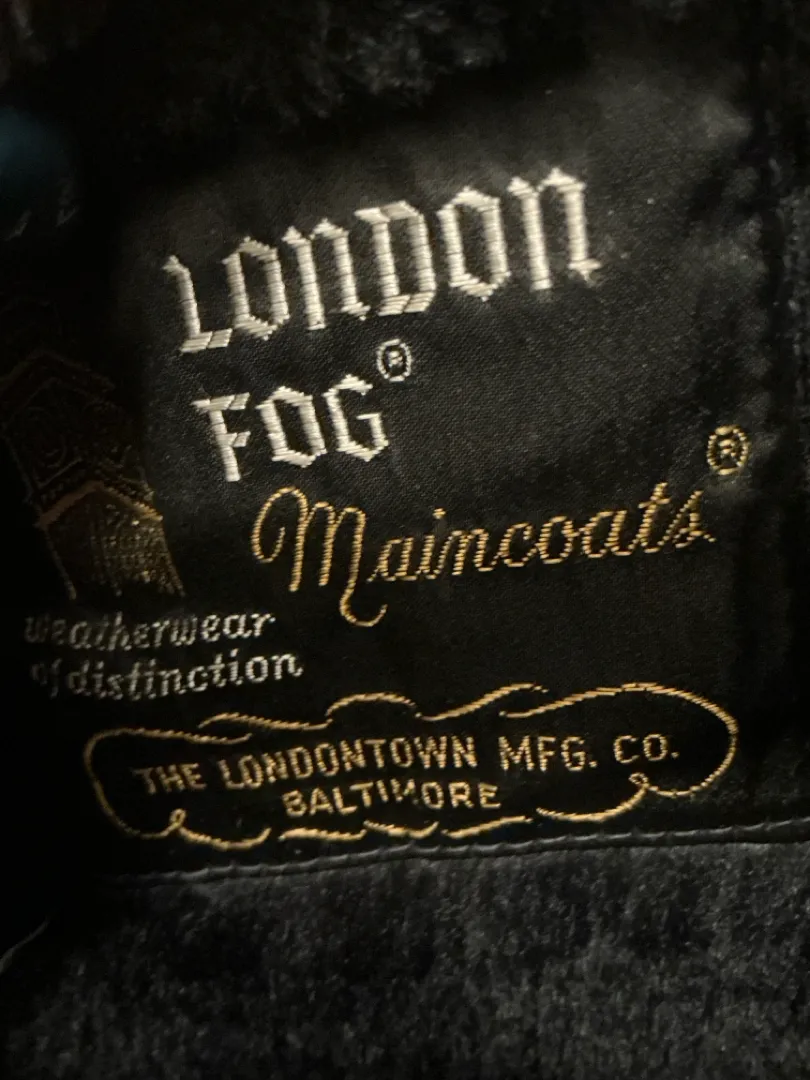 LONDON
FOG®
Maincoats®
weatherwear
of distinction
THE LONDONTOWN MFG. CO.
BALTIMORE